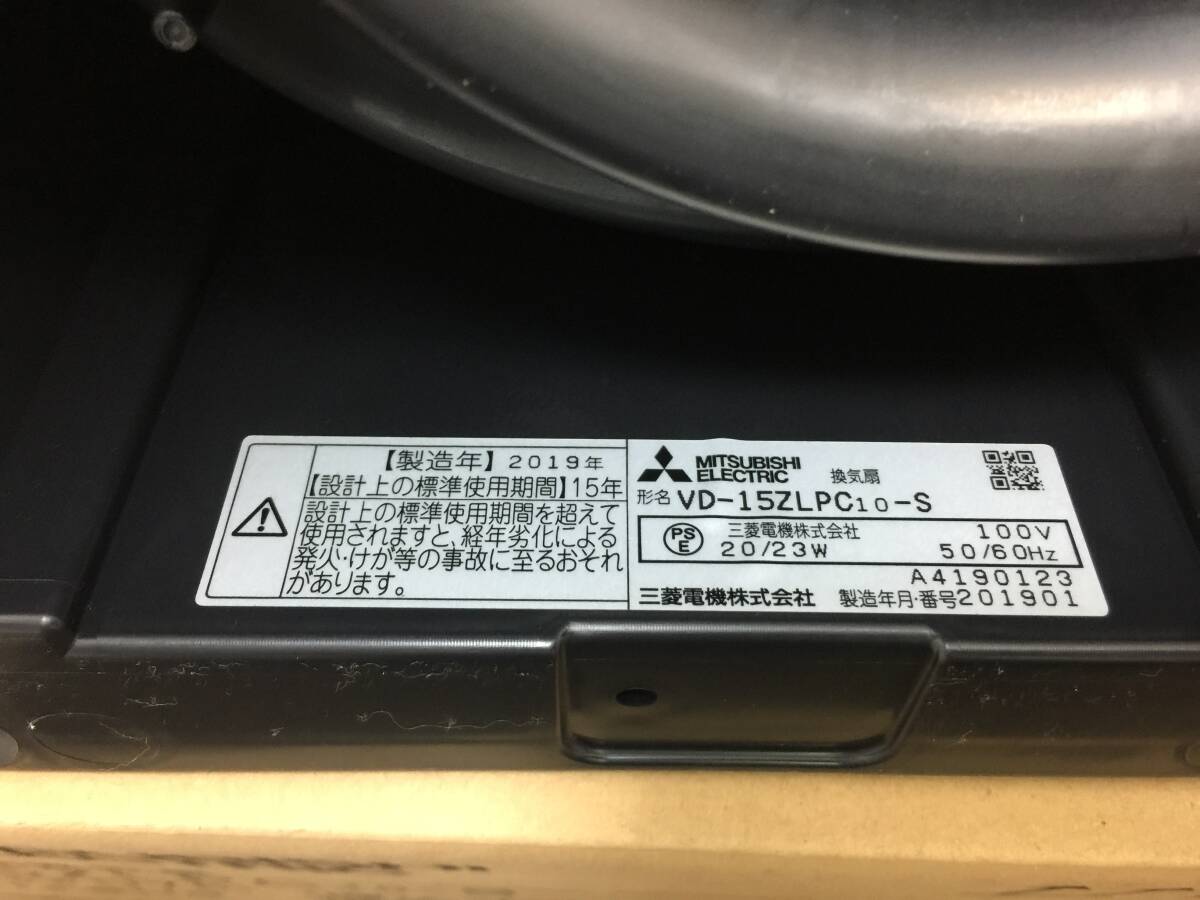 【製造年】2019年
【設計上の標準使用期間】15年
設計上の標準使用期間を超えて
使用されますと、経年劣化による
発火・けが等の事故に至るおそれ
があります。
MITSUBISHI
ELECTRIC
換気扇
形名 VD-15ZLPC10-S
PS
E
三菱電機株式会社
100V
20/23W
50/60Hz
A4190123
三菱電機株式会社
製造年月・番号201901